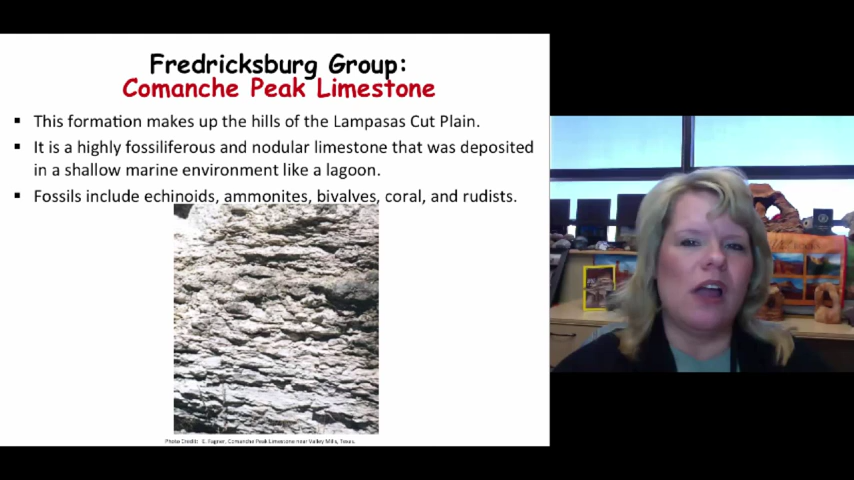 Fredricksburg Group:
Comanche Peak Limestone
▪ This formation makes up the hills of the Lampasas Cut Plain.
▪ It is a highly fossiliferous and nodular limestone that was deposited
in a shallow marine environment like a lagoon.
▪ Fossils include echinoids, ammonites, bivalves, coral, and rudists.
Photo Credit: E. Fagner, Comanche Peak Limestone near Valley Mills, Texas.